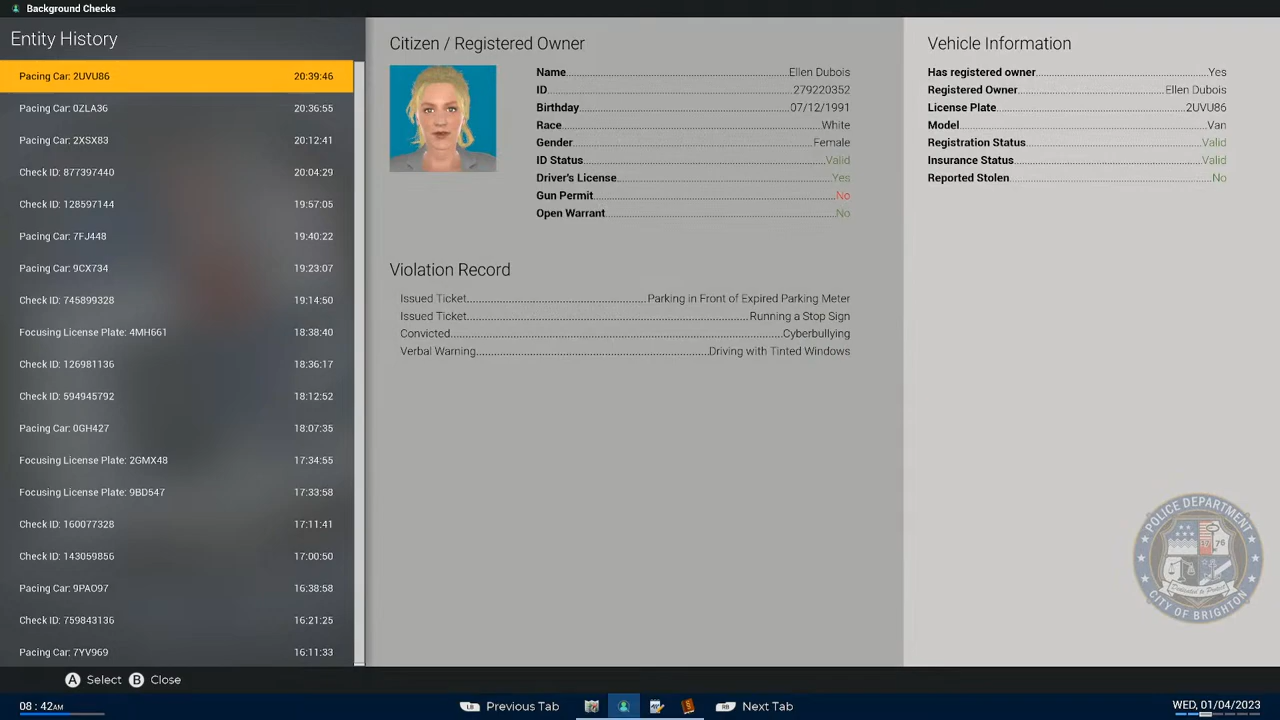 Background Checks
Entity History
Pacing Car: 2UVU86 20:39:46
Pacing Car: 0ZLA36 20:36:55
Pacing Car: 2XSX83 20:12:41
Check ID: 877397440 20:04:29
Check ID: 128597144 19:57:05
Pacing Car: 7FJ448 19:40:22
Pacing Car: 9CX734 19:23:07
Check ID: 745899328 19:14:50
Focusing License Plate: 4MH661 18:38:40
Check ID: 126981136 18:36:17
Check ID: 594945792 18:12:52
Pacing Car: 0GH427 18:07:35
Focusing License Plate: 2GMX48 17:34:55
Focusing License Plate: 9BD547 17:33:58
Check ID: 160077328 17:11:41
Check ID: 143059856 17:00:50
Pacing Car: 9PAO97 16:38:58
Check ID: 759843136 16:21:25
Pacing Car: 7YV969 16:11:33
Citizen / Registered Owner
Name Ellen Dubois
ID 279220352
Birthday 07/12/1991
Race White
Gender Female
ID Status Valid
Driver's License Yes
Gun Permit No
Open Warrant No
Violation Record
Issued Ticket Parking in Front of Expired Parking Meter
Issued Ticket Running a Stop Sign
Convicted Cyberbullying
Verbal Warning Driving with Tinted Windows
Vehicle Information
Has registered owner Yes
Registered Owner Ellen Dubois
License Plate 2UVU86
Model Van
Registration Status Valid
Insurance Status Valid
Reported Stolen No
POLICE DEPARTMENT
17 76
CITY OF BRIGHTON
A Select B Close
08 : 42AM
LB Previous Tab
RB Next Tab
WED, 01/04/2023